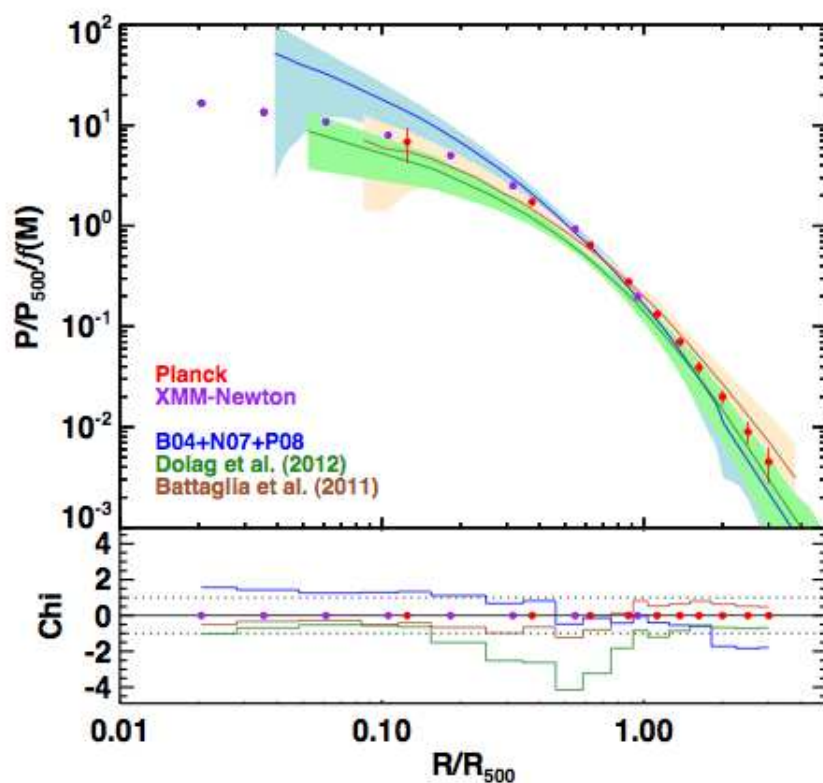 10²
10¹
10⁰
10⁻¹
10⁻²
10⁻³
P/P₅₀₀/f(M)
Planck
XMM-Newton
B04+N07+P08
Dolag et al. (2012)
Battaglia et al. (2011)
4
2
0
-2
-4
Chi
0.01
0.10
1.00
R/R₅₀₀